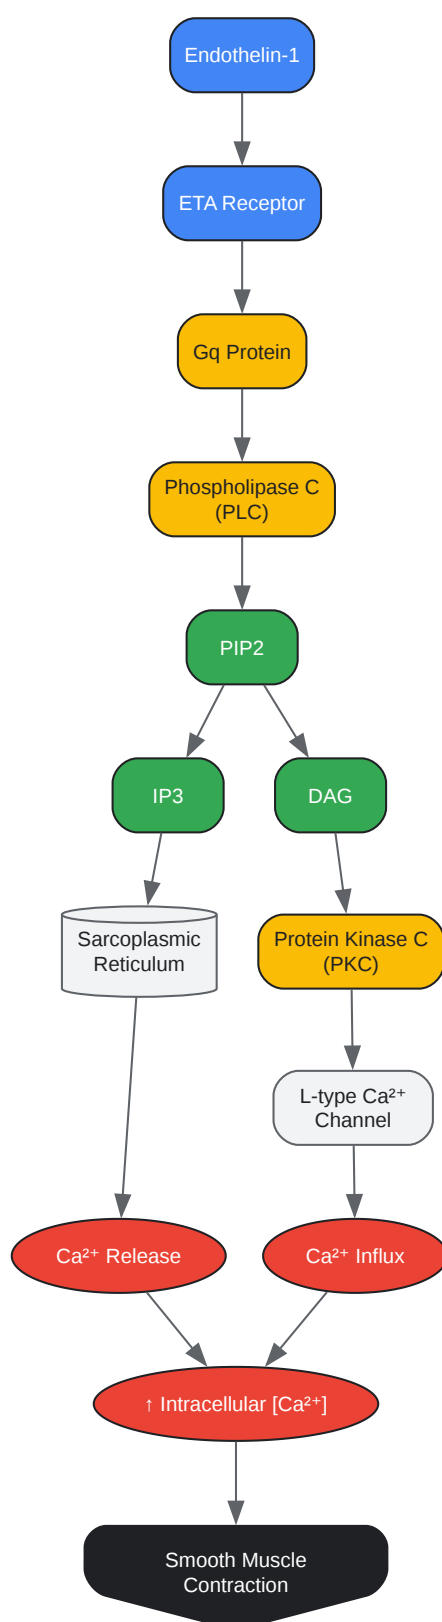 Endothelin-1
ETA Receptor
Gq Protein
Phospholipase C
(PLC)
PIP2
IP3
DAG
Sarcoplasmic
Reticulum
Protein Kinase C
(PKC)
L-type Ca²⁺
Channel
Ca²⁺ Release
Ca²⁺ Influx
↑ Intracellular [Ca²⁺]
Smooth Muscle
Contraction